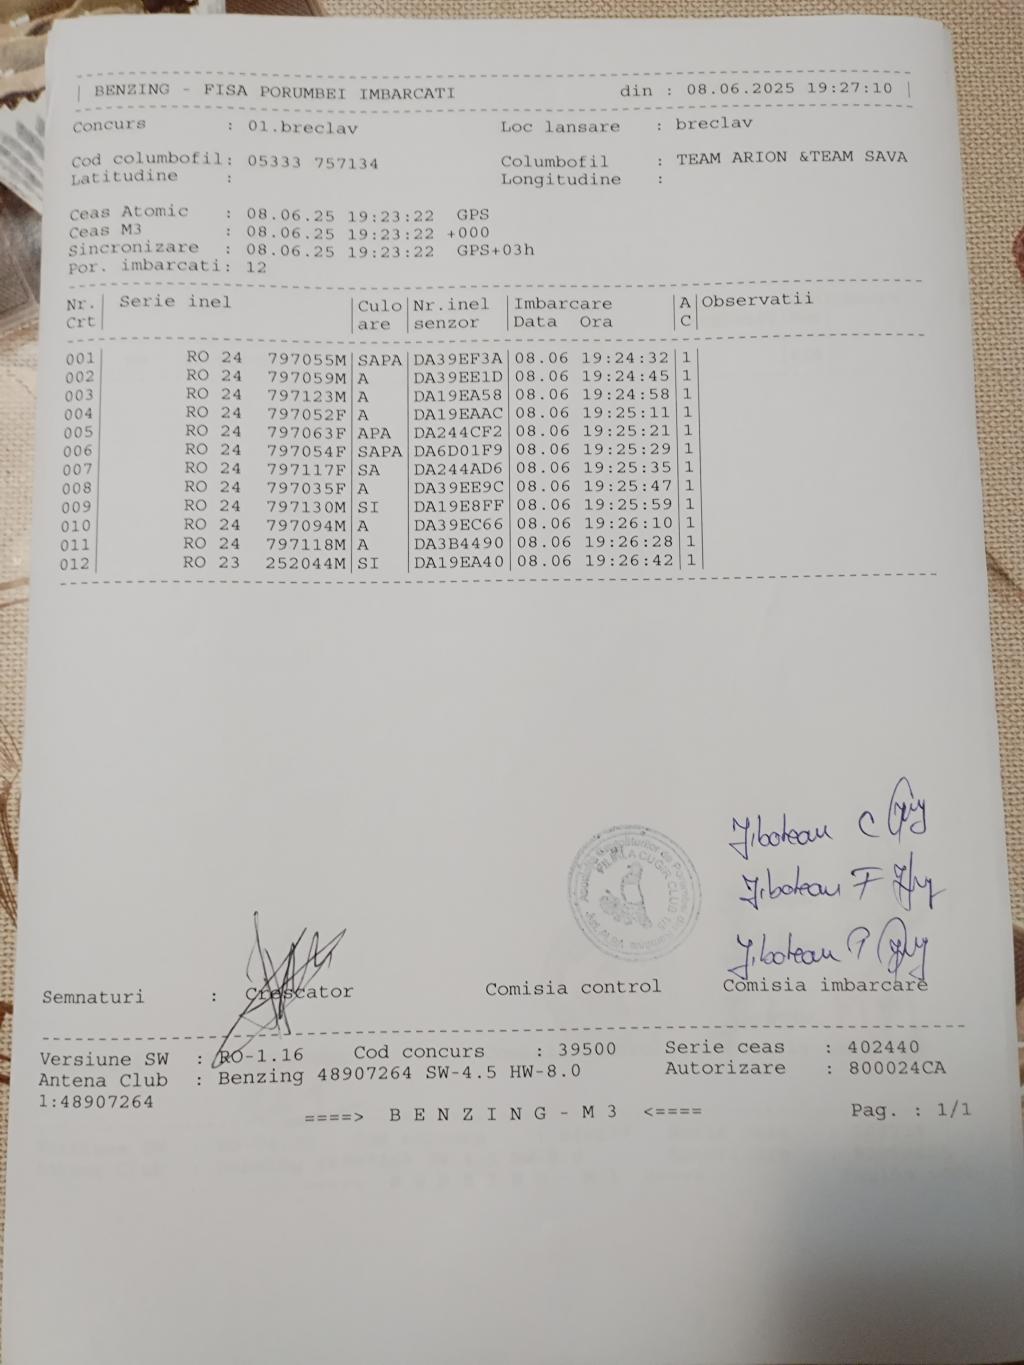 | BENZING - FISA PORUMBEI IMBARCATI din : 08.06.2025 19:27:10 |
Concurs : 01.breclav Loc lansare : breclav
Cod columbofil: 05333 757134 Columbofil : TEAM ARION &TEAM SAVA
Latitudine : Longitudine :
Ceas Atomic : 08.06.25 19:23:22 GPS
Ceas M3 : 08.06.25 19:23:22 +000
Sincronizare : 08.06.25 19:23:22 GPS+03h
Por. imbarcati: 12
Nr. | Serie inel | Culo | Nr.inel | Imbarcare | A | Observatii
Crt | | are | senzor | Data Ora | C |
001 | RO 24 797055M | SAPA | DA39EF3A | 08.06 19:24:32 | 1 |
002 | RO 24 797059M | A | DA39EE1D | 08.06 19:24:45 | 1 |
003 | RO 24 797123M | A | DA19EA58 | 08.06 19:24:58 | 1 |
004 | RO 24 797052F | A | DA19EAAC | 08.06 19:25:11 | 1 |
005 | RO 24 797063F | APA | DA244CF2 | 08.06 19:25:21 | 1 |
006 | RO 24 797054F | SAPA | DA6D01F9 | 08.06 19:25:29 | 1 |
007 | RO 24 797117F | SA | DA244AD6 | 08.06 19:25:35 | 1 |
008 | RO 24 797035F | A | DA39EE9C | 08.06 19:25:47 | 1 |
009 | RO 24 797130M | SI | DA19E8FF | 08.06 19:25:59 | 1 |
010 | RO 24 797094M | A | DA39EC66 | 08.06 19:26:10 | 1 |
011 | RO 24 797118M | A | DA3B4490 | 08.06 19:26:28 | 1 |
012 | RO 23 252044M | SI | DA19EA40 | 08.06 19:26:42 | 1 |
Jiboteau C
Jiboteau F
Jiboteau P
FILIALA CUGIR CLUB
Jud. ALBA
Semnaturi : Crescator Comisia control Comisia imbarcare
Versiune SW : RO-1.16 Cod concurs : 39500 Serie ceas : 402440
Antena Club : Benzing 48907264 SW-4.5 HW-8.0 Autorizare : 800024CA
1:48907264
====> B E N Z I N G - M 3 <==== Pag. : 1/1